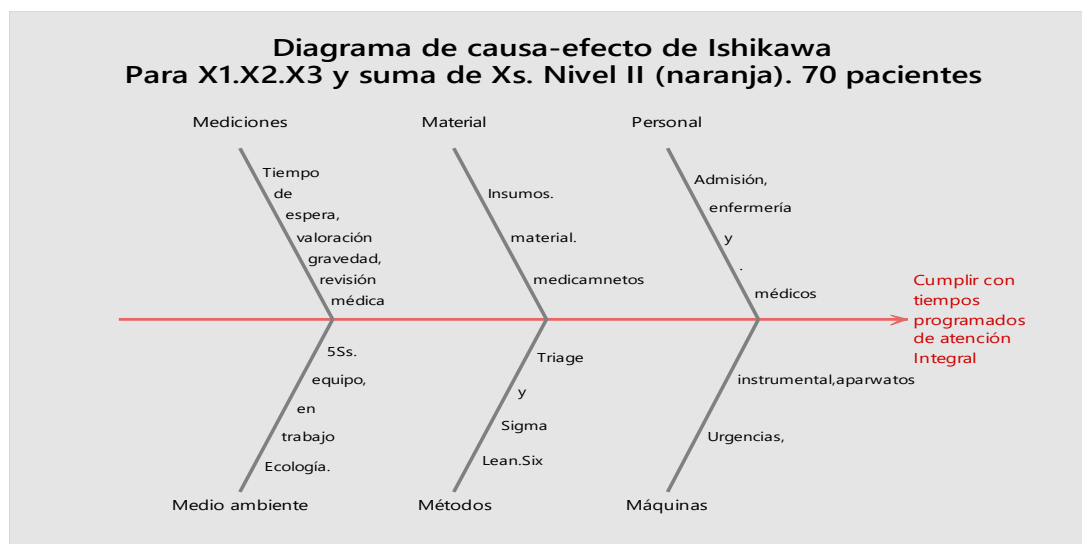 Diagrama de causa-efecto de Ishikawa
Para X1.X2.X3 y suma de Xs. Nivel II (naranja). 70 pacientes
Mediciones
Material
Personal
Tiempo
de
espera,
valoración
gravedad,
revisión
médica
Insumos.
material.
medicamnetos
Admisión,
enfermería
y
.
médicos
Cumplir con
tiempos
programados
de atención
Integral
5Ss.
equipo,
en
trabajo
Ecología.
Triage
y
Sigma
Lean.Six
instrumental,aparwatos
Urgencias,
Medio ambiente
Métodos
Máquinas